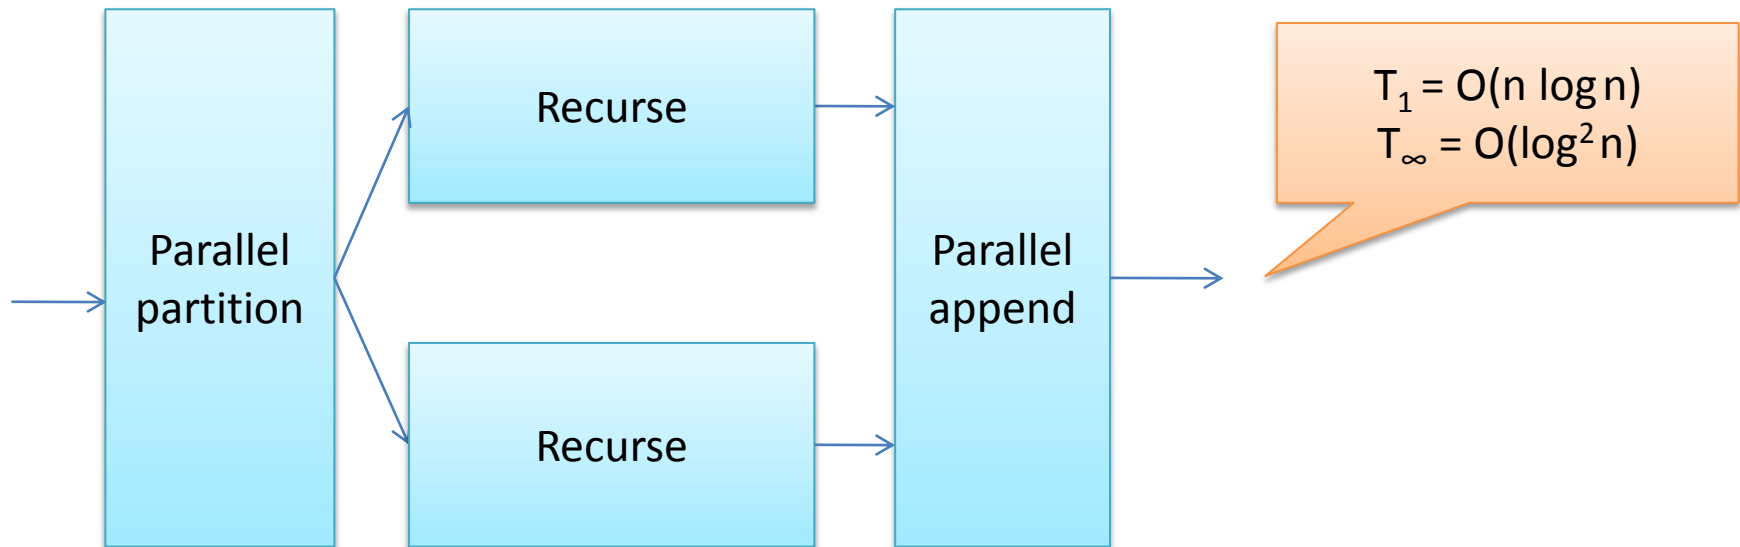 Parallel
partition
Recurse
Recurse
Parallel
append
T₁ = O(n log n)
T∞ = O(log² n)